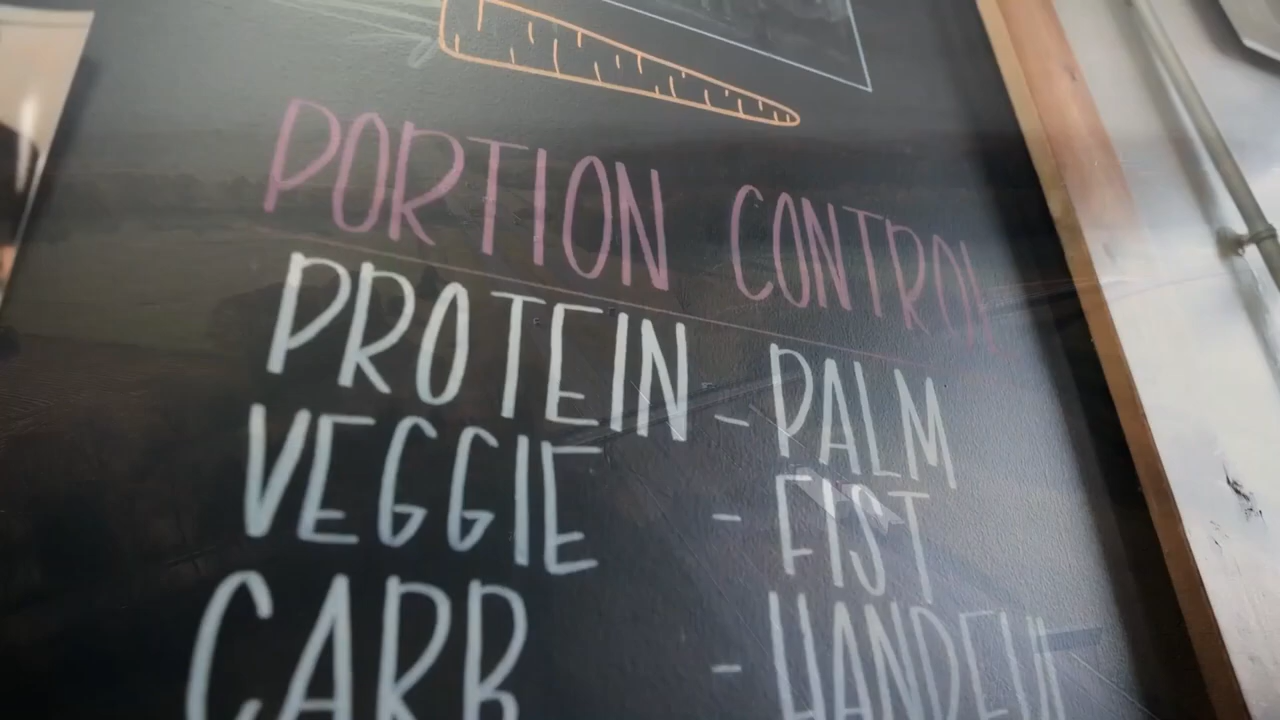 PORTION CONTROL
PROTEIN - PALM
VEGGIE - FIST
CARB - HANDFUL